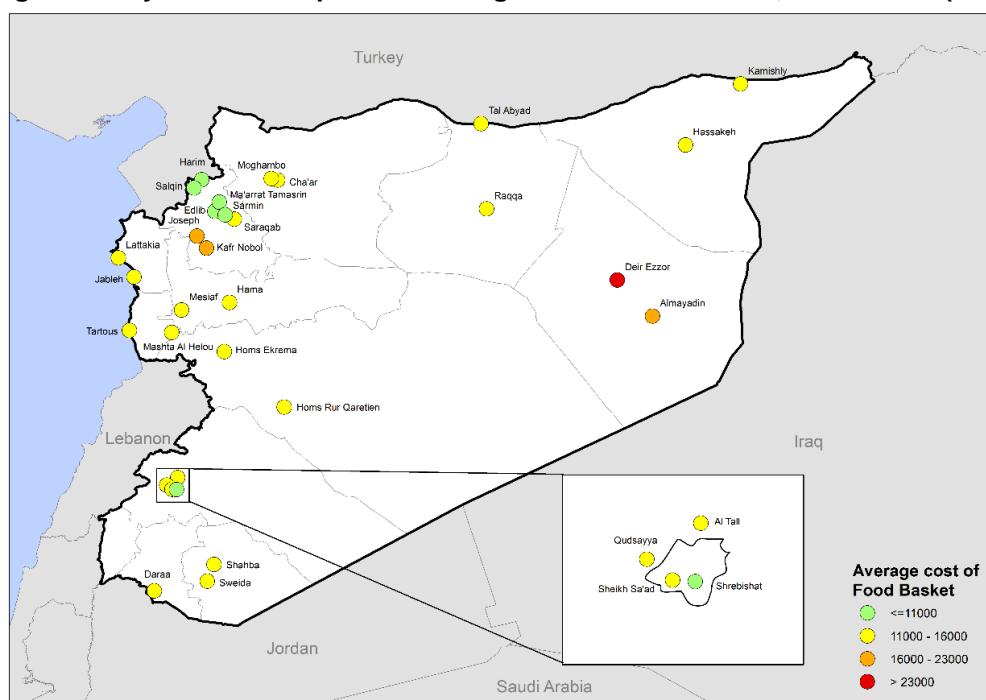 Turkey
Kamishly
Tal Abyad
Hassakeh
Harim
Moghambo
Salqin
Cha'ar
Ma'arrat Tamasrin
Raqqa
Edlib
Sarmin
Joseph
Saraqab
Kafr Nobol
Lattakia
Deir Ezzor
Jableh
Mesiaf
Hama
Almayadin
Tartous
Mashta Al Helou
Homs Ekrema
Homs Rur Qaretien
Lebanon
Iraq
Al Tall
Qudsayya
Sheikh Sa'ad
Shrebishat
Daraa
Shahba
Sweida
Jordan
Saudi Arabia
Average cost of
Food Basket
<=11000
11000 - 16000
16000 - 23000
> 23000